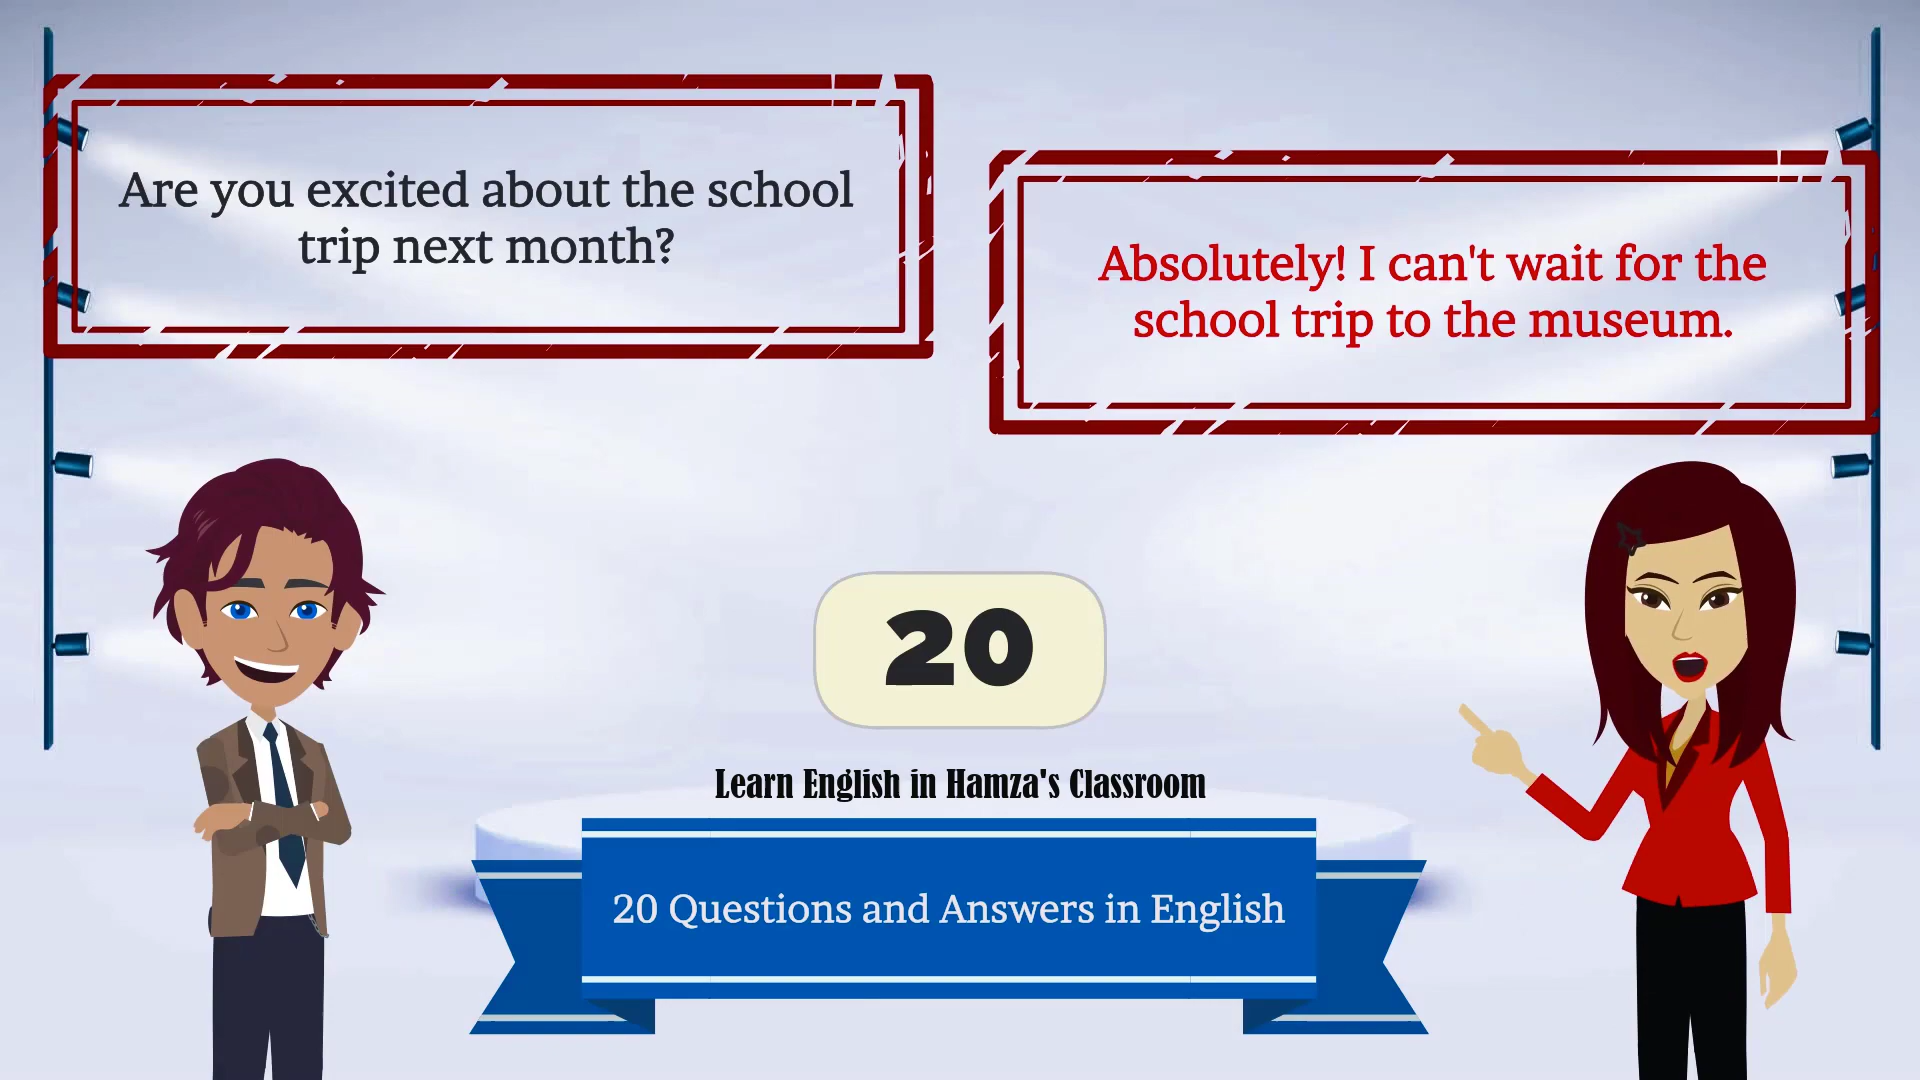 Are you excited about the school
trip next month?
Absolutely! I can't wait for the
school trip to the museum.
20
Learn English in Hamza's Classroom
20 Questions and Answers in English